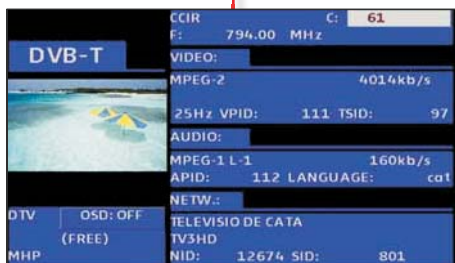 CCIR C: 61
F: 794.00 MHz
DVB-T
VIDEO:
MPEG-2 4014kb/s
25Hz VPID: 111 TSID: 97
AUDIO:
MPEG-1 L-1 160kb/s
APID: 112 LANGUAGE: cat
NETW.:
DTV OSD: OFF
TELEVISIO DE CATA
(FREE)
TV3HD
MHP
NID: 12674 SID: 801